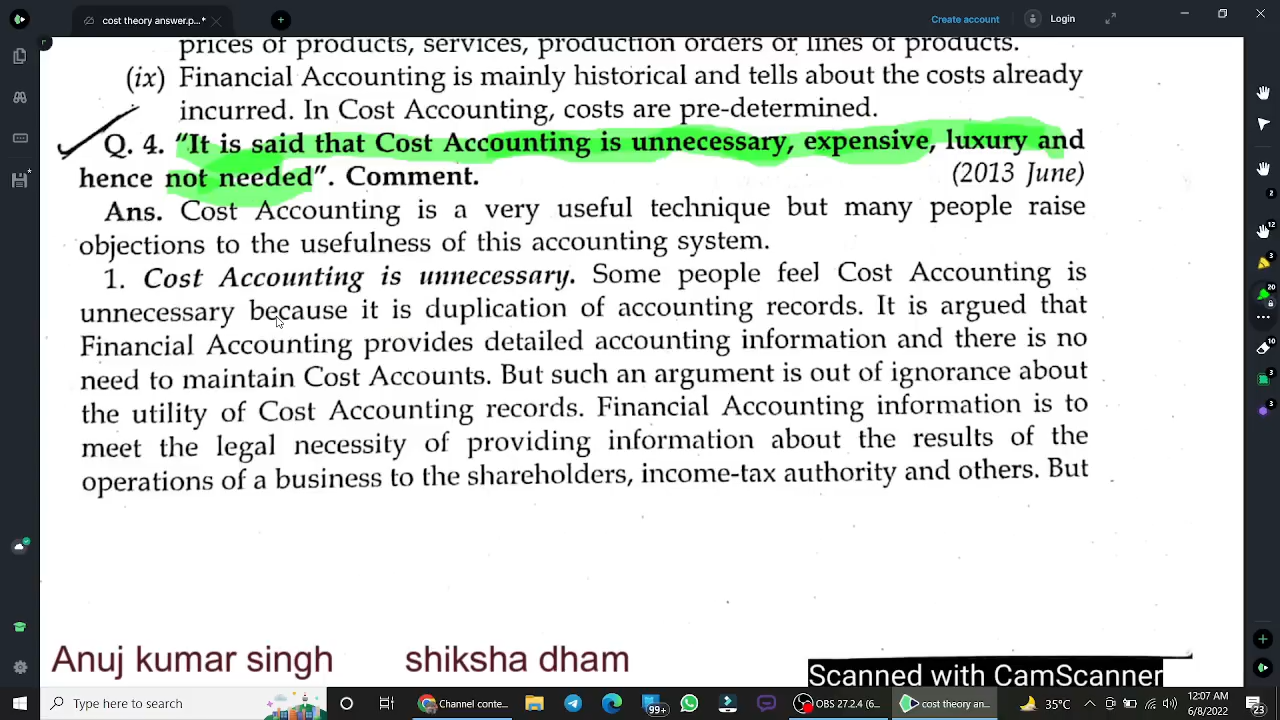 cost theory answer.p...
Create account
Login
prices of products, services, production orders or lines of products.
(ix) Financial Accounting is mainly historical and tells about the costs already
incurred. In Cost Accounting, costs are pre-determined.
Q. 4. "It is said that Cost Accounting is unnecessary, expensive, luxury and
hence not needed". Comment. (2013 June)
Ans. Cost Accounting is a very useful technique but many people raise
objections to the usefulness of this accounting system.
1. Cost Accounting is unnecessary. Some people feel Cost Accounting is
unnecessary because it is duplication of accounting records. It is argued that
Financial Accounting provides detailed accounting information and there is no
need to maintain Cost Accounts. But such an argument is out of ignorance about
the utility of Cost Accounting records. Financial Accounting information is to
meet the legal necessity of providing information about the results of the
operations of a business to the shareholders, income-tax authority and others. But
2
12
3
20
10
3
3
Anuj kumar singh shiksha dham
Scanned with CamScanner
Type here to search
Channel conte...
99+
OBS 27.2.4 (6...
cost theory an...
35°C
12:07 AM
6/8/2022
23